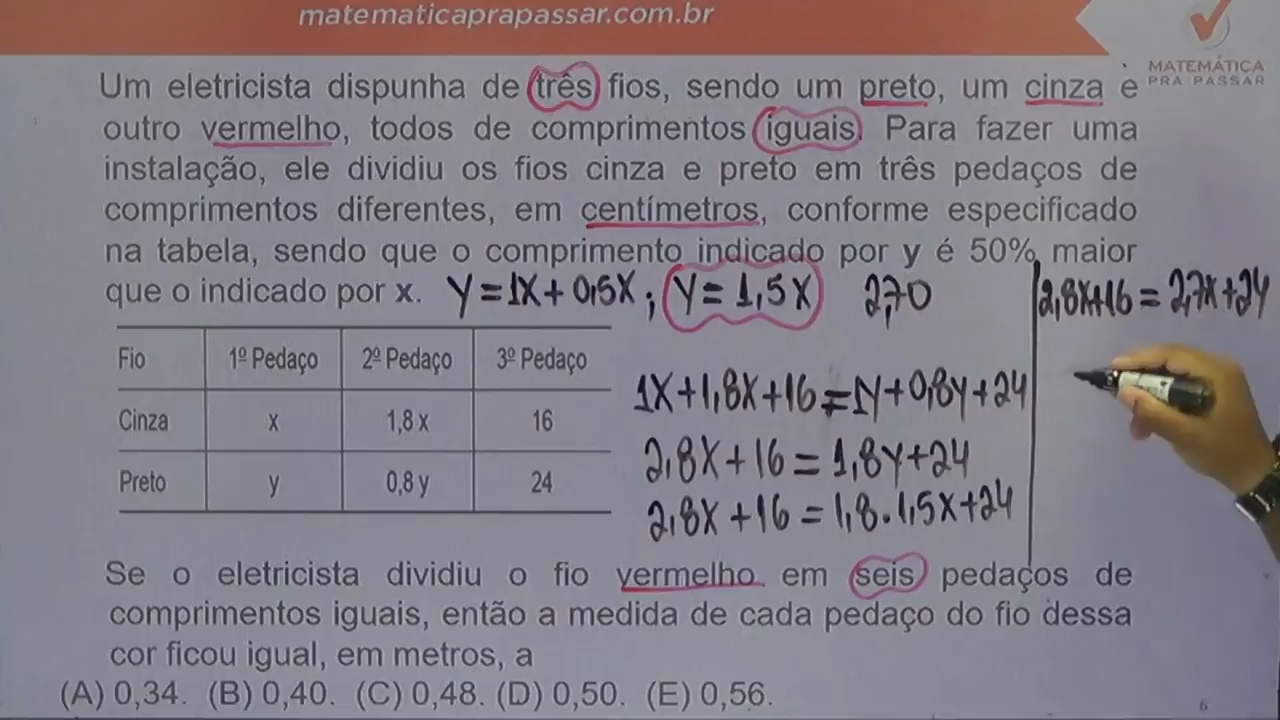 matematicaprapassar.com.br
MATEMÁTICA
PRA PASSAR
Um eletricista dispunha de três fios, sendo um preto, um cinza e
outro vermelho, todos de comprimentos iguais. Para fazer uma
instalação, ele dividiu os fios cinza e preto em três pedaços de
comprimentos diferentes, em centímetros, conforme especificado
na tabela, sendo que o comprimento indicado por y é 50% maior
que o indicado por x. Y=1X+0,5X ; Y=1,5X 2,70
2,8X+16 = 2,7X+24
Fio 1º Pedaço 2º Pedaço 3º Pedaço
Cinza x 1,8 x 16
Preto y 0,8 y 24
1X+1,8X+16=1Y+0,8Y+24
2,8X+16=1,8Y+24
2,8X+16=1,8.1,5X+24
Se o eletricista dividiu o fio vermelho em seis pedaços de
comprimentos iguais, então a medida de cada pedaço do fio dessa
cor ficou igual, em metros, a
(A) 0,34. (B) 0,40. (C) 0,48. (D) 0,50. (E) 0,56.
6